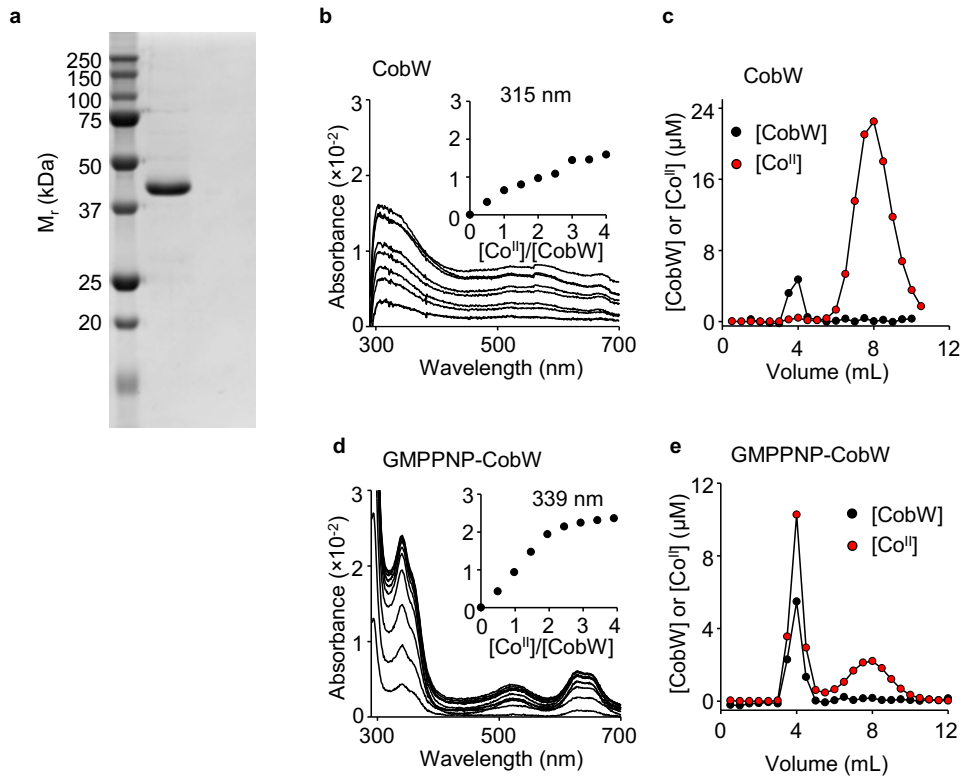 a
250
150
100
75
50
37
25
20
Mr (kDa)
b
CobW
3
2
1
0
Absorbance (×10-2)
300
500
700
Wavelength (nm)
315 nm
3
2
1
0
0
1
2
3
4
[CoII]/[CobW]
c
CobW
[CobW]
[CoII]
24
16
8
0
[CobW] or [CoII] (µM)
0
4
8
12
Volume (mL)
d
GMPPNP-CobW
3
2
1
0
Absorbance (×10-2)
300
500
700
Wavelength (nm)
339 nm
3
2
1
0
0
1
2
3
4
[CoII]/[CobW]
e
GMPPNP-CobW
[CobW]
[CoII]
12
8
4
0
[CobW] or [CoII] (µM)
0
4
8
12
Volume (mL)